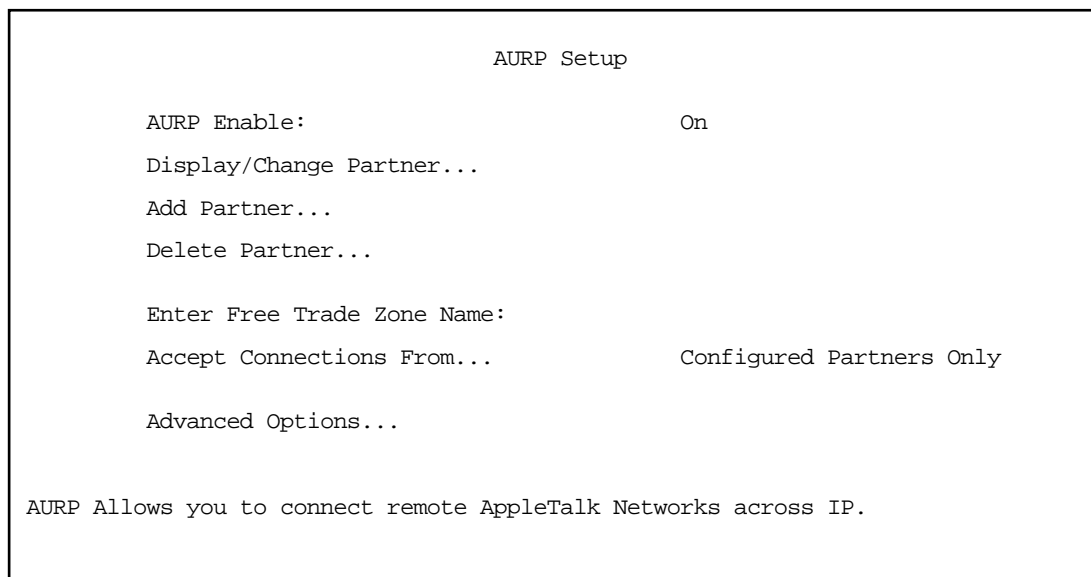 AURP Setup
AURP Enable: On
Display/Change Partner...
Add Partner...
Delete Partner...
Enter Free Trade Zone Name:
Accept Connections From... Configured Partners Only
Advanced Options...
AURP Allows you to connect remote AppleTalk Networks across IP.